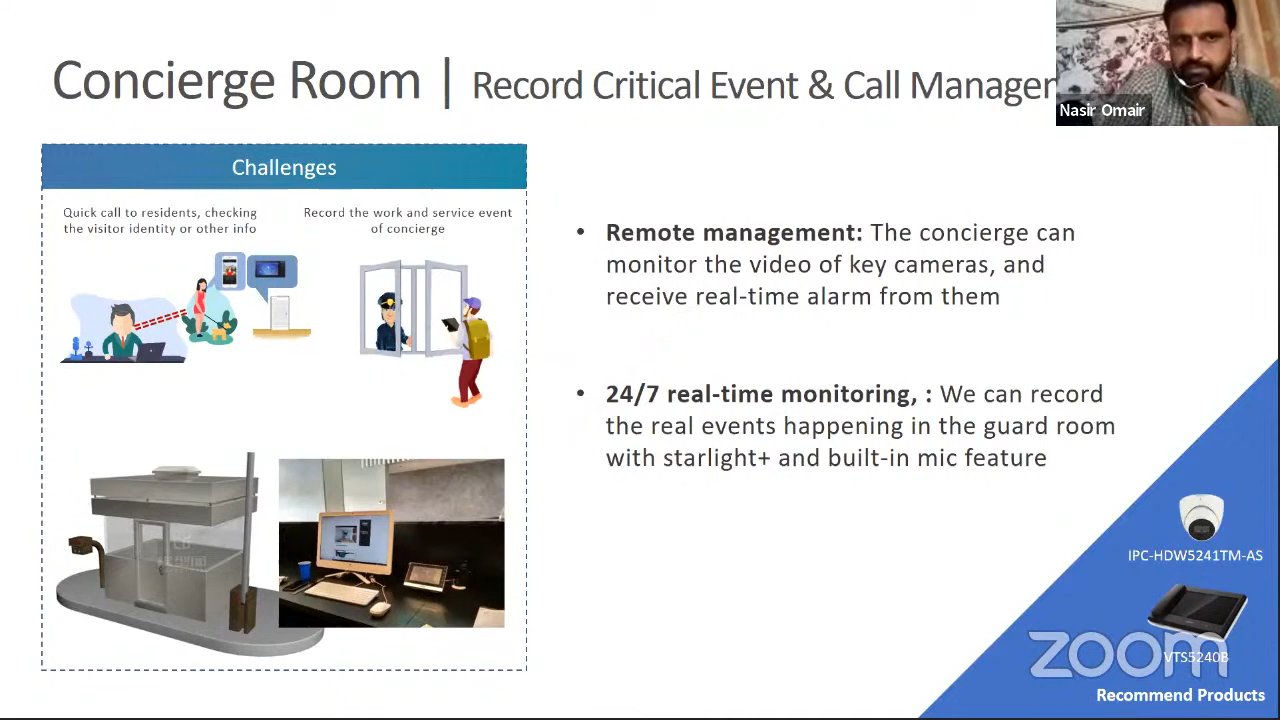 Concierge Room | Record Critical Event & Call Manager
Nasir Omair
Challenges
Quick call to residents, checking
the visitor identity or other info
Record the work and service event
of concierge
• Remote management: The concierge can
monitor the video of key cameras, and
receive real-time alarm from them
• 24/7 real-time monitoring, : We can record
the real events happening in the guard room
with starlight+ and built-in mic feature
IPC-HDW5241TM-AS
VTS5240B
zoom
Recommend Products